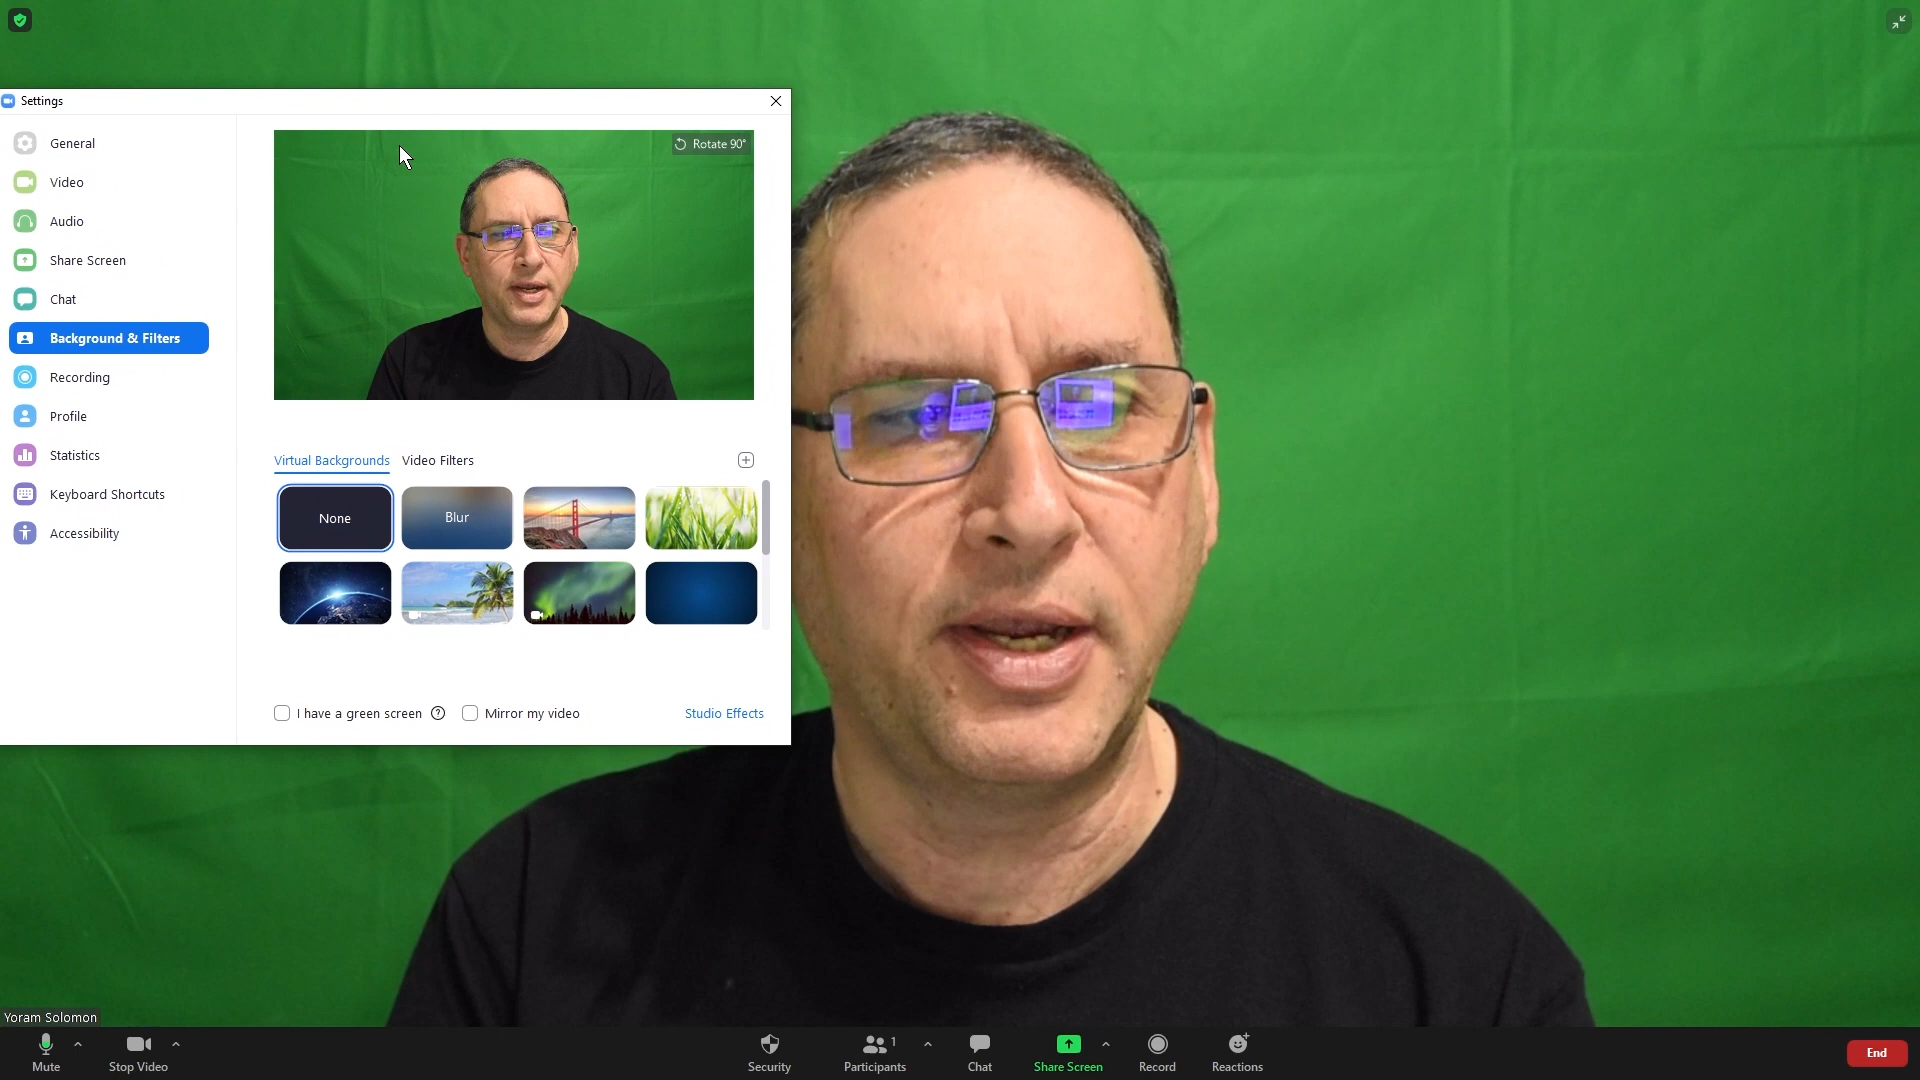 Settings
General
Video
Audio
Share Screen
Chat
Background & Filters
Recording
Profile
Statistics
Keyboard Shortcuts
Accessibility
Rotate 90°
Virtual Backgrounds Video Filters
None Blur
I have a green screen Mirror my video Studio Effects
Yoram Solomon
Mute Stop Video Security Participants 1 Chat Share Screen Record Reactions End